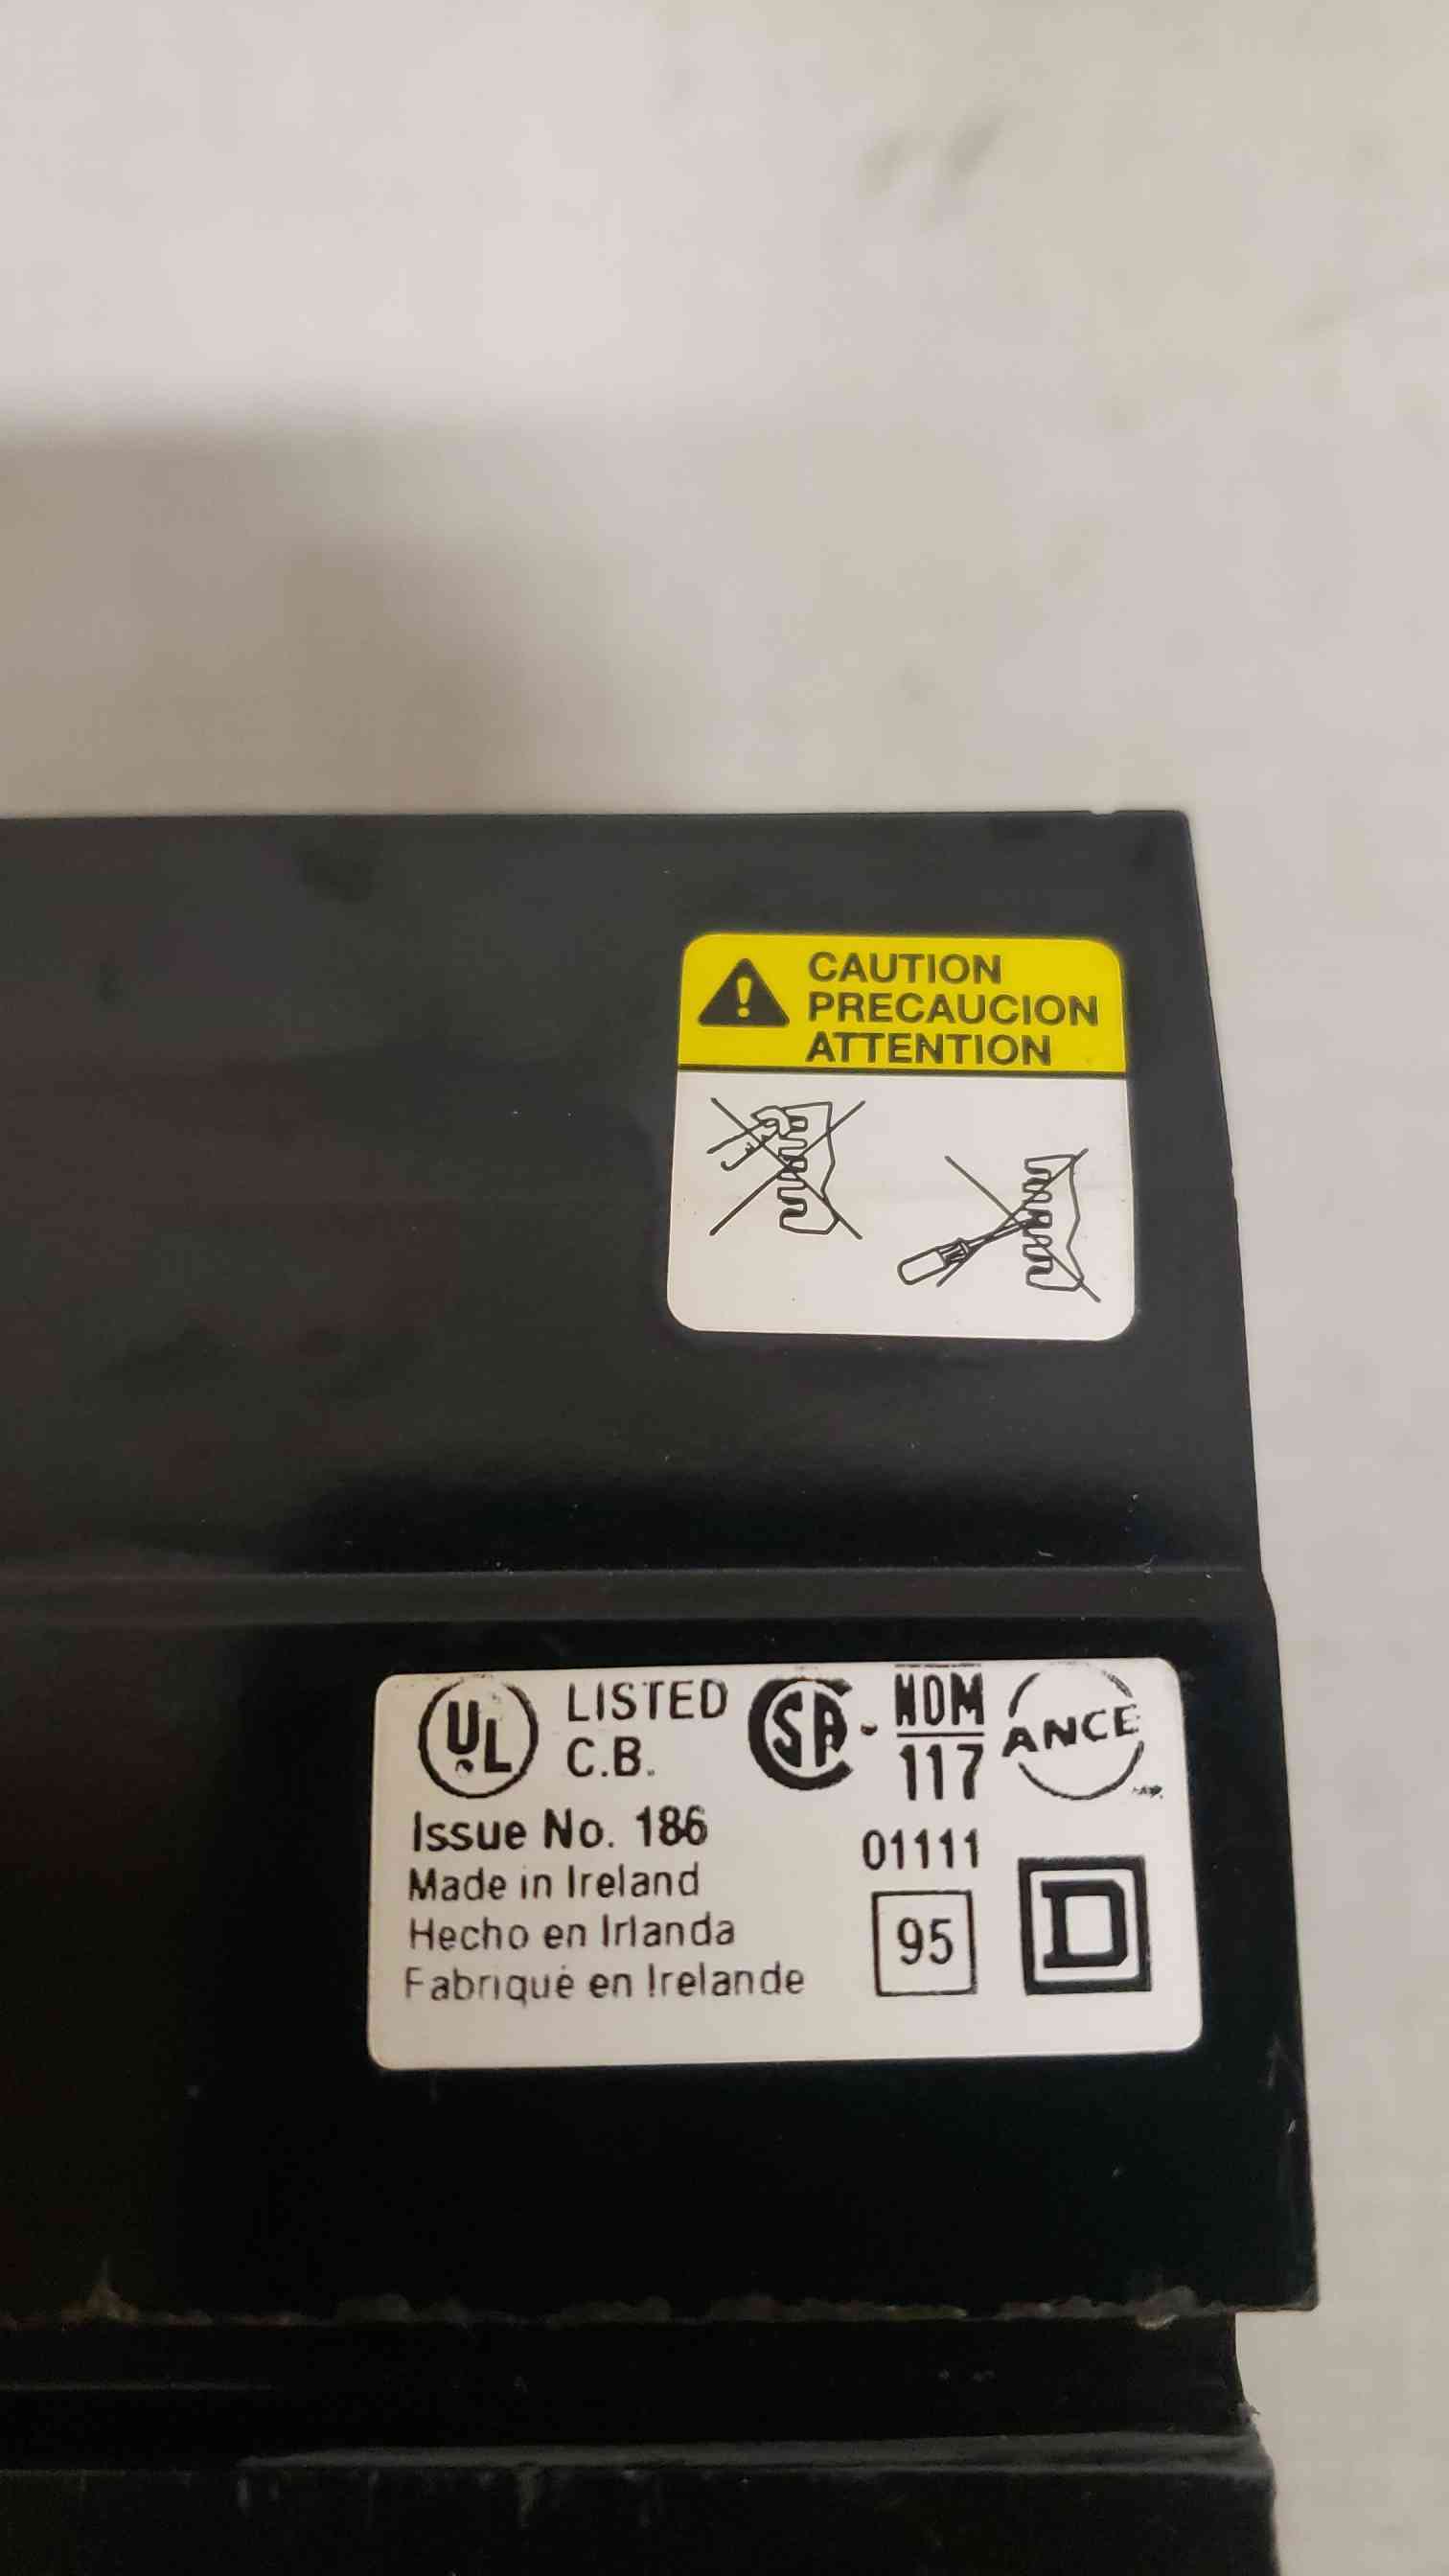 CAUTION
PRECAUCION
ATTENTION
UL LISTED
C.B.
SA
NOM
117
ANCE
Issue No. 186
01111
Made in Ireland
Hecho en Irlanda
Fabriqué en Irelande
95
D